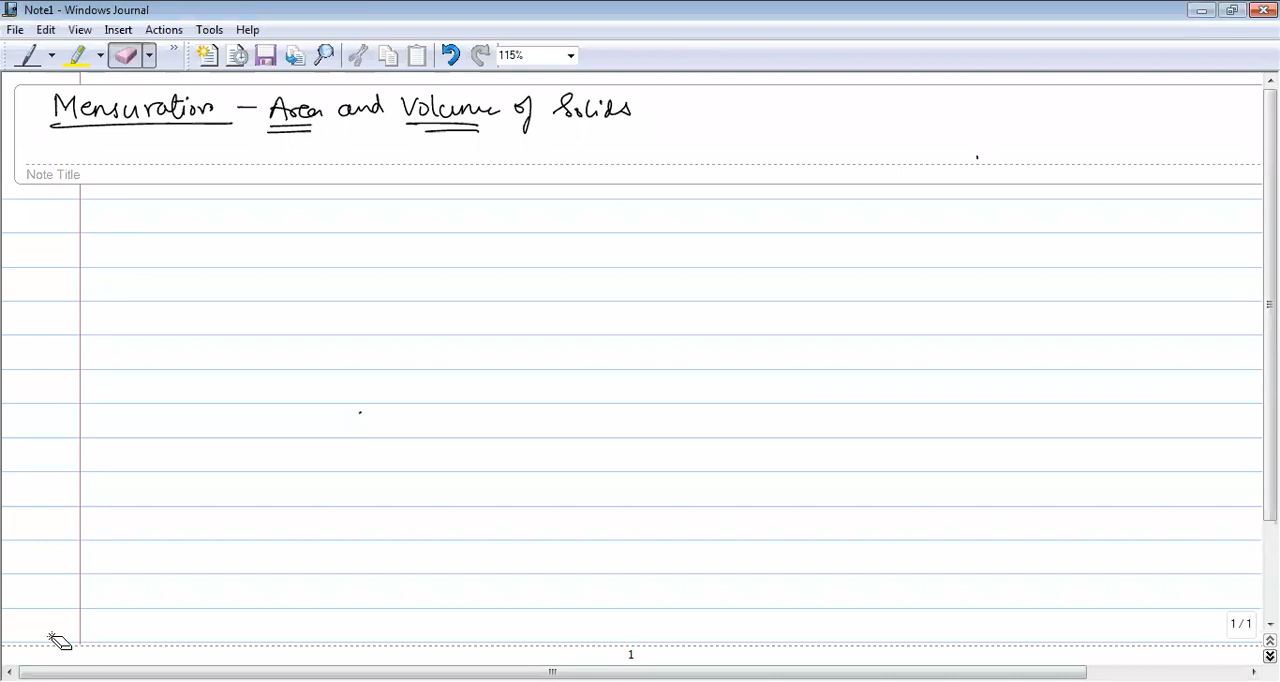 Note1 - Windows Journal
File Edit View Insert Actions Tools Help
115%
Mensuration - Area and Volume of Solids
Note Title
1 / 1
1